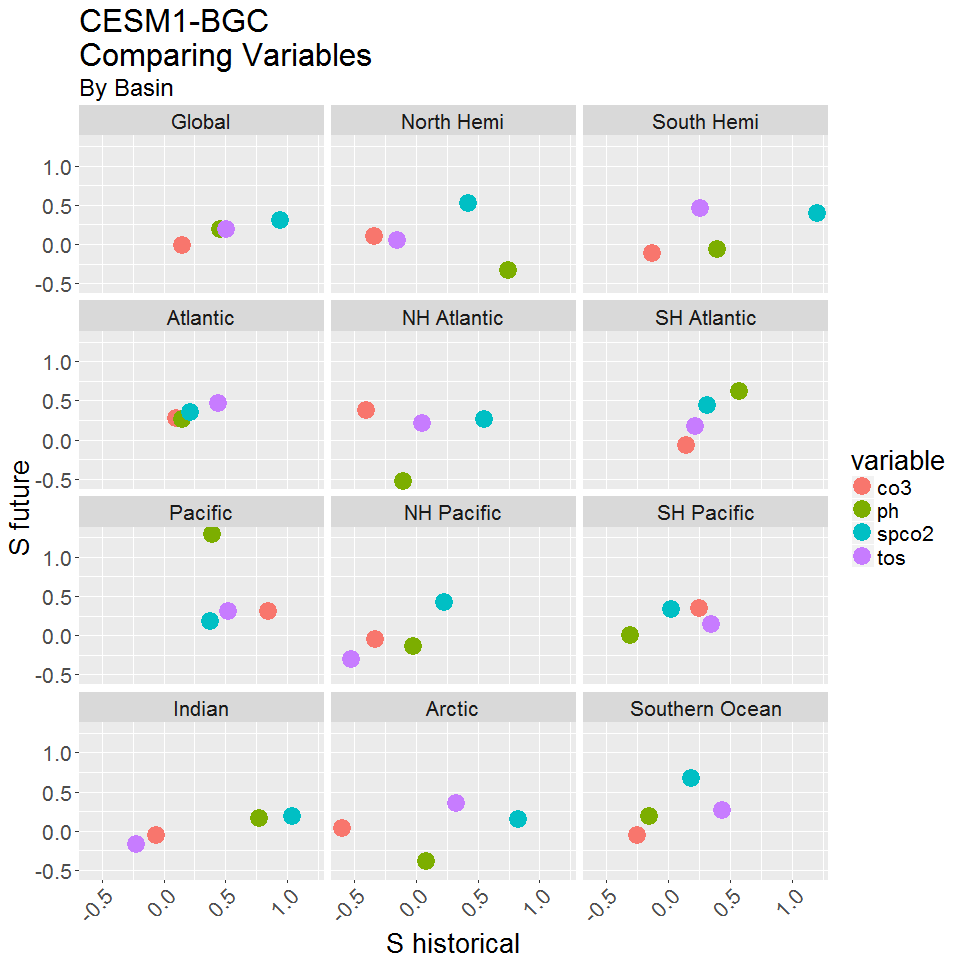 CESM1-BGC
Comparing Variables
By Basin
Global North Hemi South Hemi
1.0
0.5
0.0
-0.5
Atlantic NH Atlantic SH Atlantic
1.0
0.5
0.0
-0.5
Pacific NH Pacific SH Pacific
1.0
0.5
0.0
-0.5
Indian Arctic Southern Ocean
1.0
0.5
0.0
-0.5
-0.5 0.0 0.5 1.0 -0.5 0.0 0.5 1.0 -0.5 0.0 0.5 1.0
S historical
S future
variable
co3
ph
spco2
tos